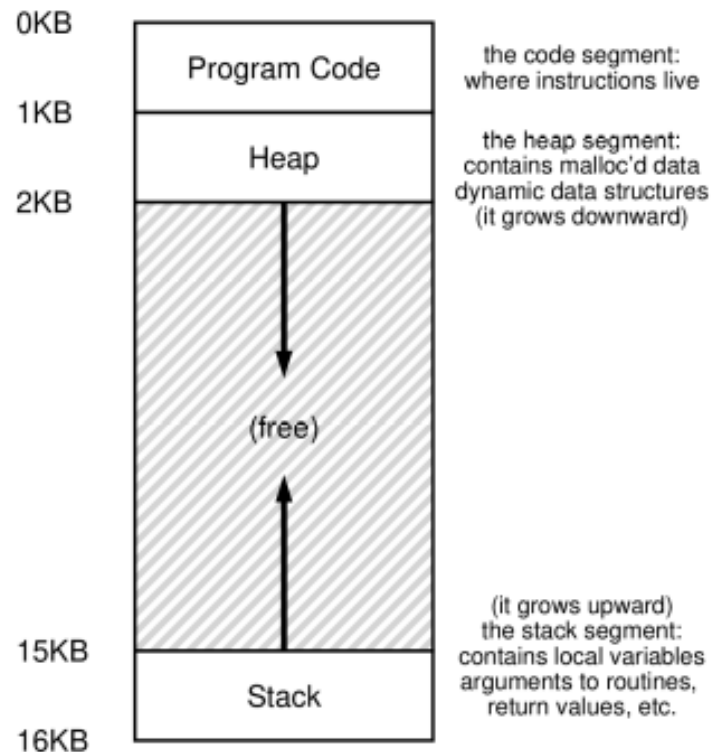 0KB
Program Code
the code segment:
where instructions live
1KB
Heap
the heap segment:
contains malloc'd data
dynamic data structures
(it grows downward)
2KB
(free)
(it grows upward)
the stack segment:
contains local variables
arguments to routines,
return values, etc.
15KB
Stack
16KB